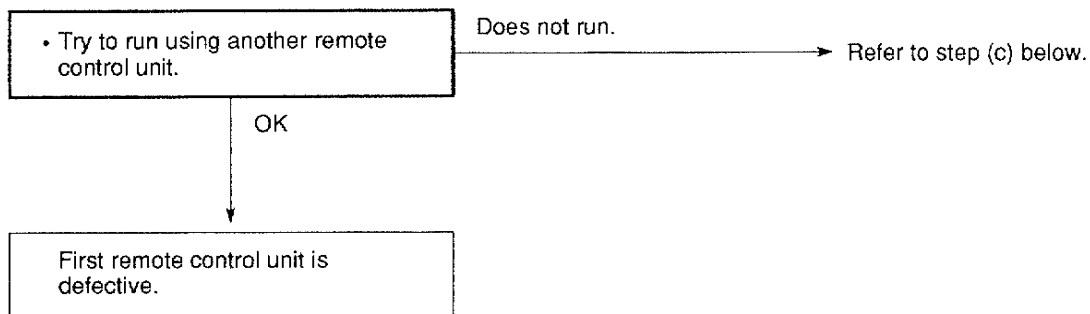 • Try to run using another remote
control unit.
Does not run.
Refer to step (c) below.
OK
First remote control unit is
defective.